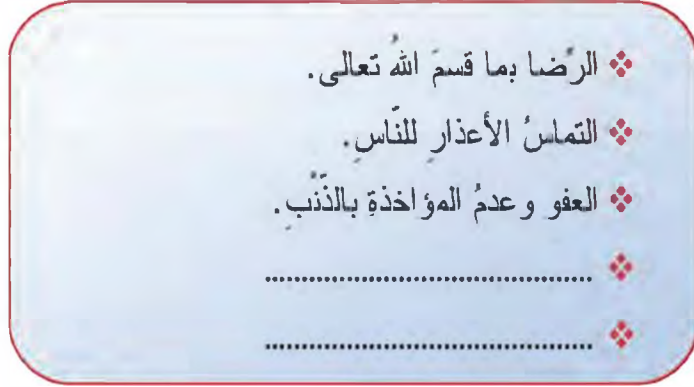 ❖ الرّضا بما قسمَ اللهُ تعالى.
❖ التماسُ الأعذارِ للنّاسِ.
❖ العفو وعدمُ المؤاخذةِ بالذّنبِ.
❖ ............................................
❖ ............................................